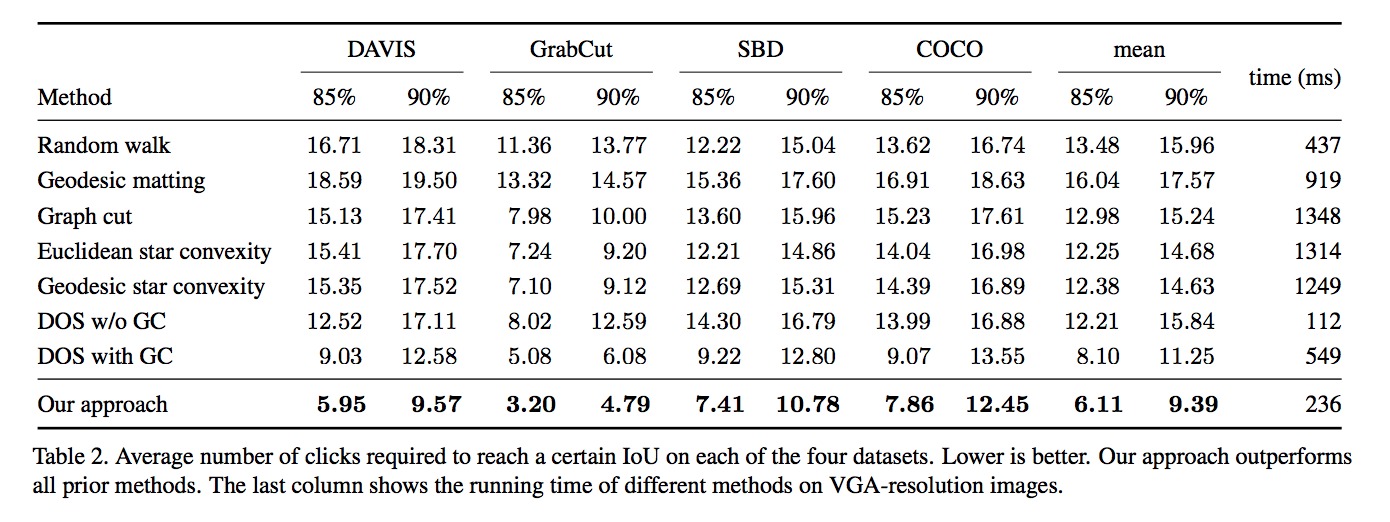 DAVIS GrabCut SBD COCO mean time (ms)
Method 85% 90% 85% 90% 85% 90% 85% 90% 85% 90%
Random walk 16.71 18.31 11.36 13.77 12.22 15.04 13.62 16.74 13.48 15.96 437
Geodesic matting 18.59 19.50 13.32 14.57 15.36 17.60 16.91 18.63 16.04 17.57 919
Graph cut 15.13 17.41 7.98 10.00 13.60 15.96 15.23 17.61 12.98 15.24 1348
Euclidean star convexity 15.41 17.70 7.24 9.20 12.21 14.86 14.04 16.98 12.25 14.68 1314
Geodesic star convexity 15.35 17.52 7.10 9.12 12.69 15.31 14.39 16.89 12.38 14.63 1249
DOS w/o GC 12.52 17.11 8.02 12.59 14.30 16.79 13.99 16.88 12.21 15.84 112
DOS with GC 9.03 12.58 5.08 6.08 9.22 12.80 9.07 13.55 8.10 11.25 549
Our approach 5.95 9.57 3.20 4.79 7.41 10.78 7.86 12.45 6.11 9.39 236
Table 2. Average number of clicks required to reach a certain IoU on each of the four datasets. Lower is better. Our approach outperforms
all prior methods. The last column shows the running time of different methods on VGA-resolution images.